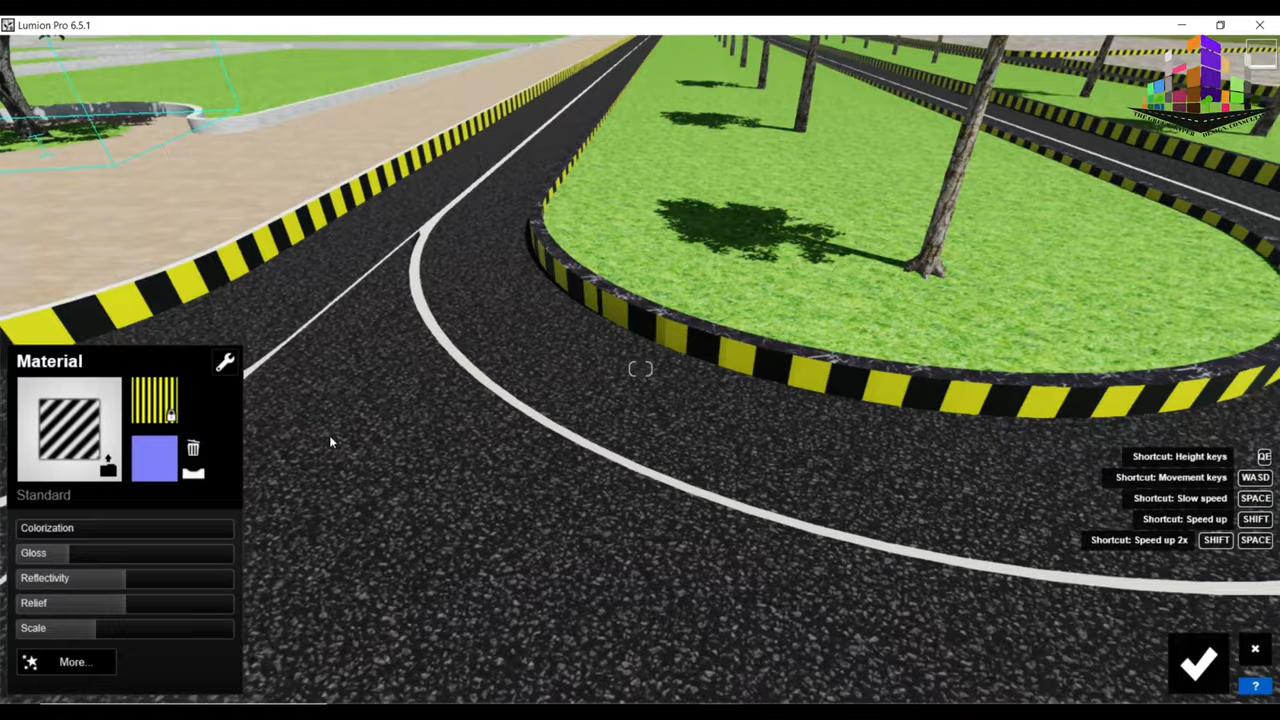 Lumion Pro 6.5.1
Material
Standard
Colorization
Gloss
Reflectivity
Relief
Scale
More...
Shortcut: Height keys QE
Shortcut: Movement keys WASD
Shortcut: Slow speed SPACE
Shortcut: Speed up SHIFT
Shortcut: Speed up 2x SHIFT SPACE
?